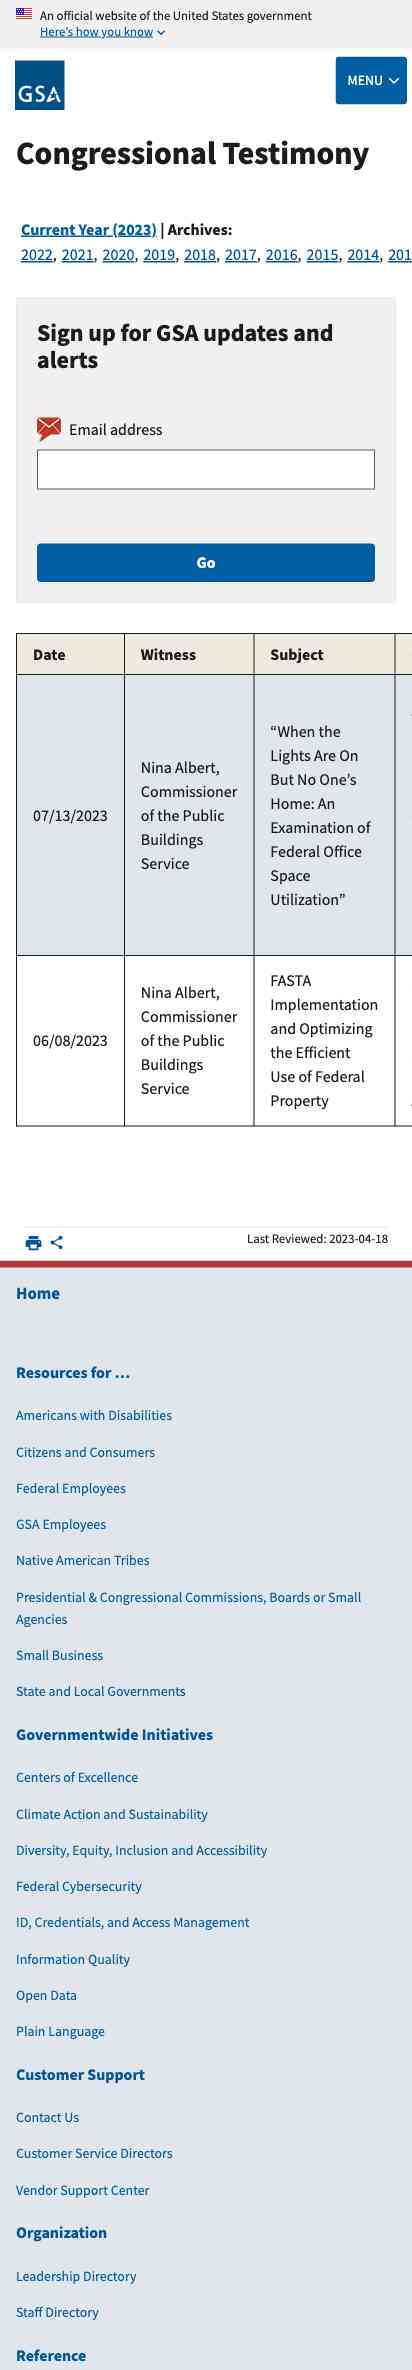 An official website of the United States government
Here's how you know
GSA
MENU
Congressional Testimony
Current Year (2023) | Archives:
2022, 2021, 2020, 2019, 2018, 2017, 2016, 2015, 2014, 201
Sign up for GSA updates and
alerts
Email address
Go
Date Witness Subject
07/13/2023
Nina Albert,
Commissioner
of the Public
Buildings
Service
“When the
Lights Are On
But No One’s
Home: An
Examination of
Federal Office
Space
Utilization”
06/08/2023
Nina Albert,
Commissioner
of the Public
Buildings
Service
FASTA
Implementation
and Optimizing
the Efficient
Use of Federal
Property
Last Reviewed: 2023-04-18
Home
Resources for …
Americans with Disabilities
Citizens and Consumers
Federal Employees
GSA Employees
Native American Tribes
Presidential & Congressional Commissions, Boards or Small
Agencies
Small Business
State and Local Governments
Governmentwide Initiatives
Centers of Excellence
Climate Action and Sustainability
Diversity, Equity, Inclusion and Accessibility
Federal Cybersecurity
ID, Credentials, and Access Management
Information Quality
Open Data
Plain Language
Customer Support
Contact Us
Customer Service Directors
Vendor Support Center
Organization
Leadership Directory
Staff Directory
Reference